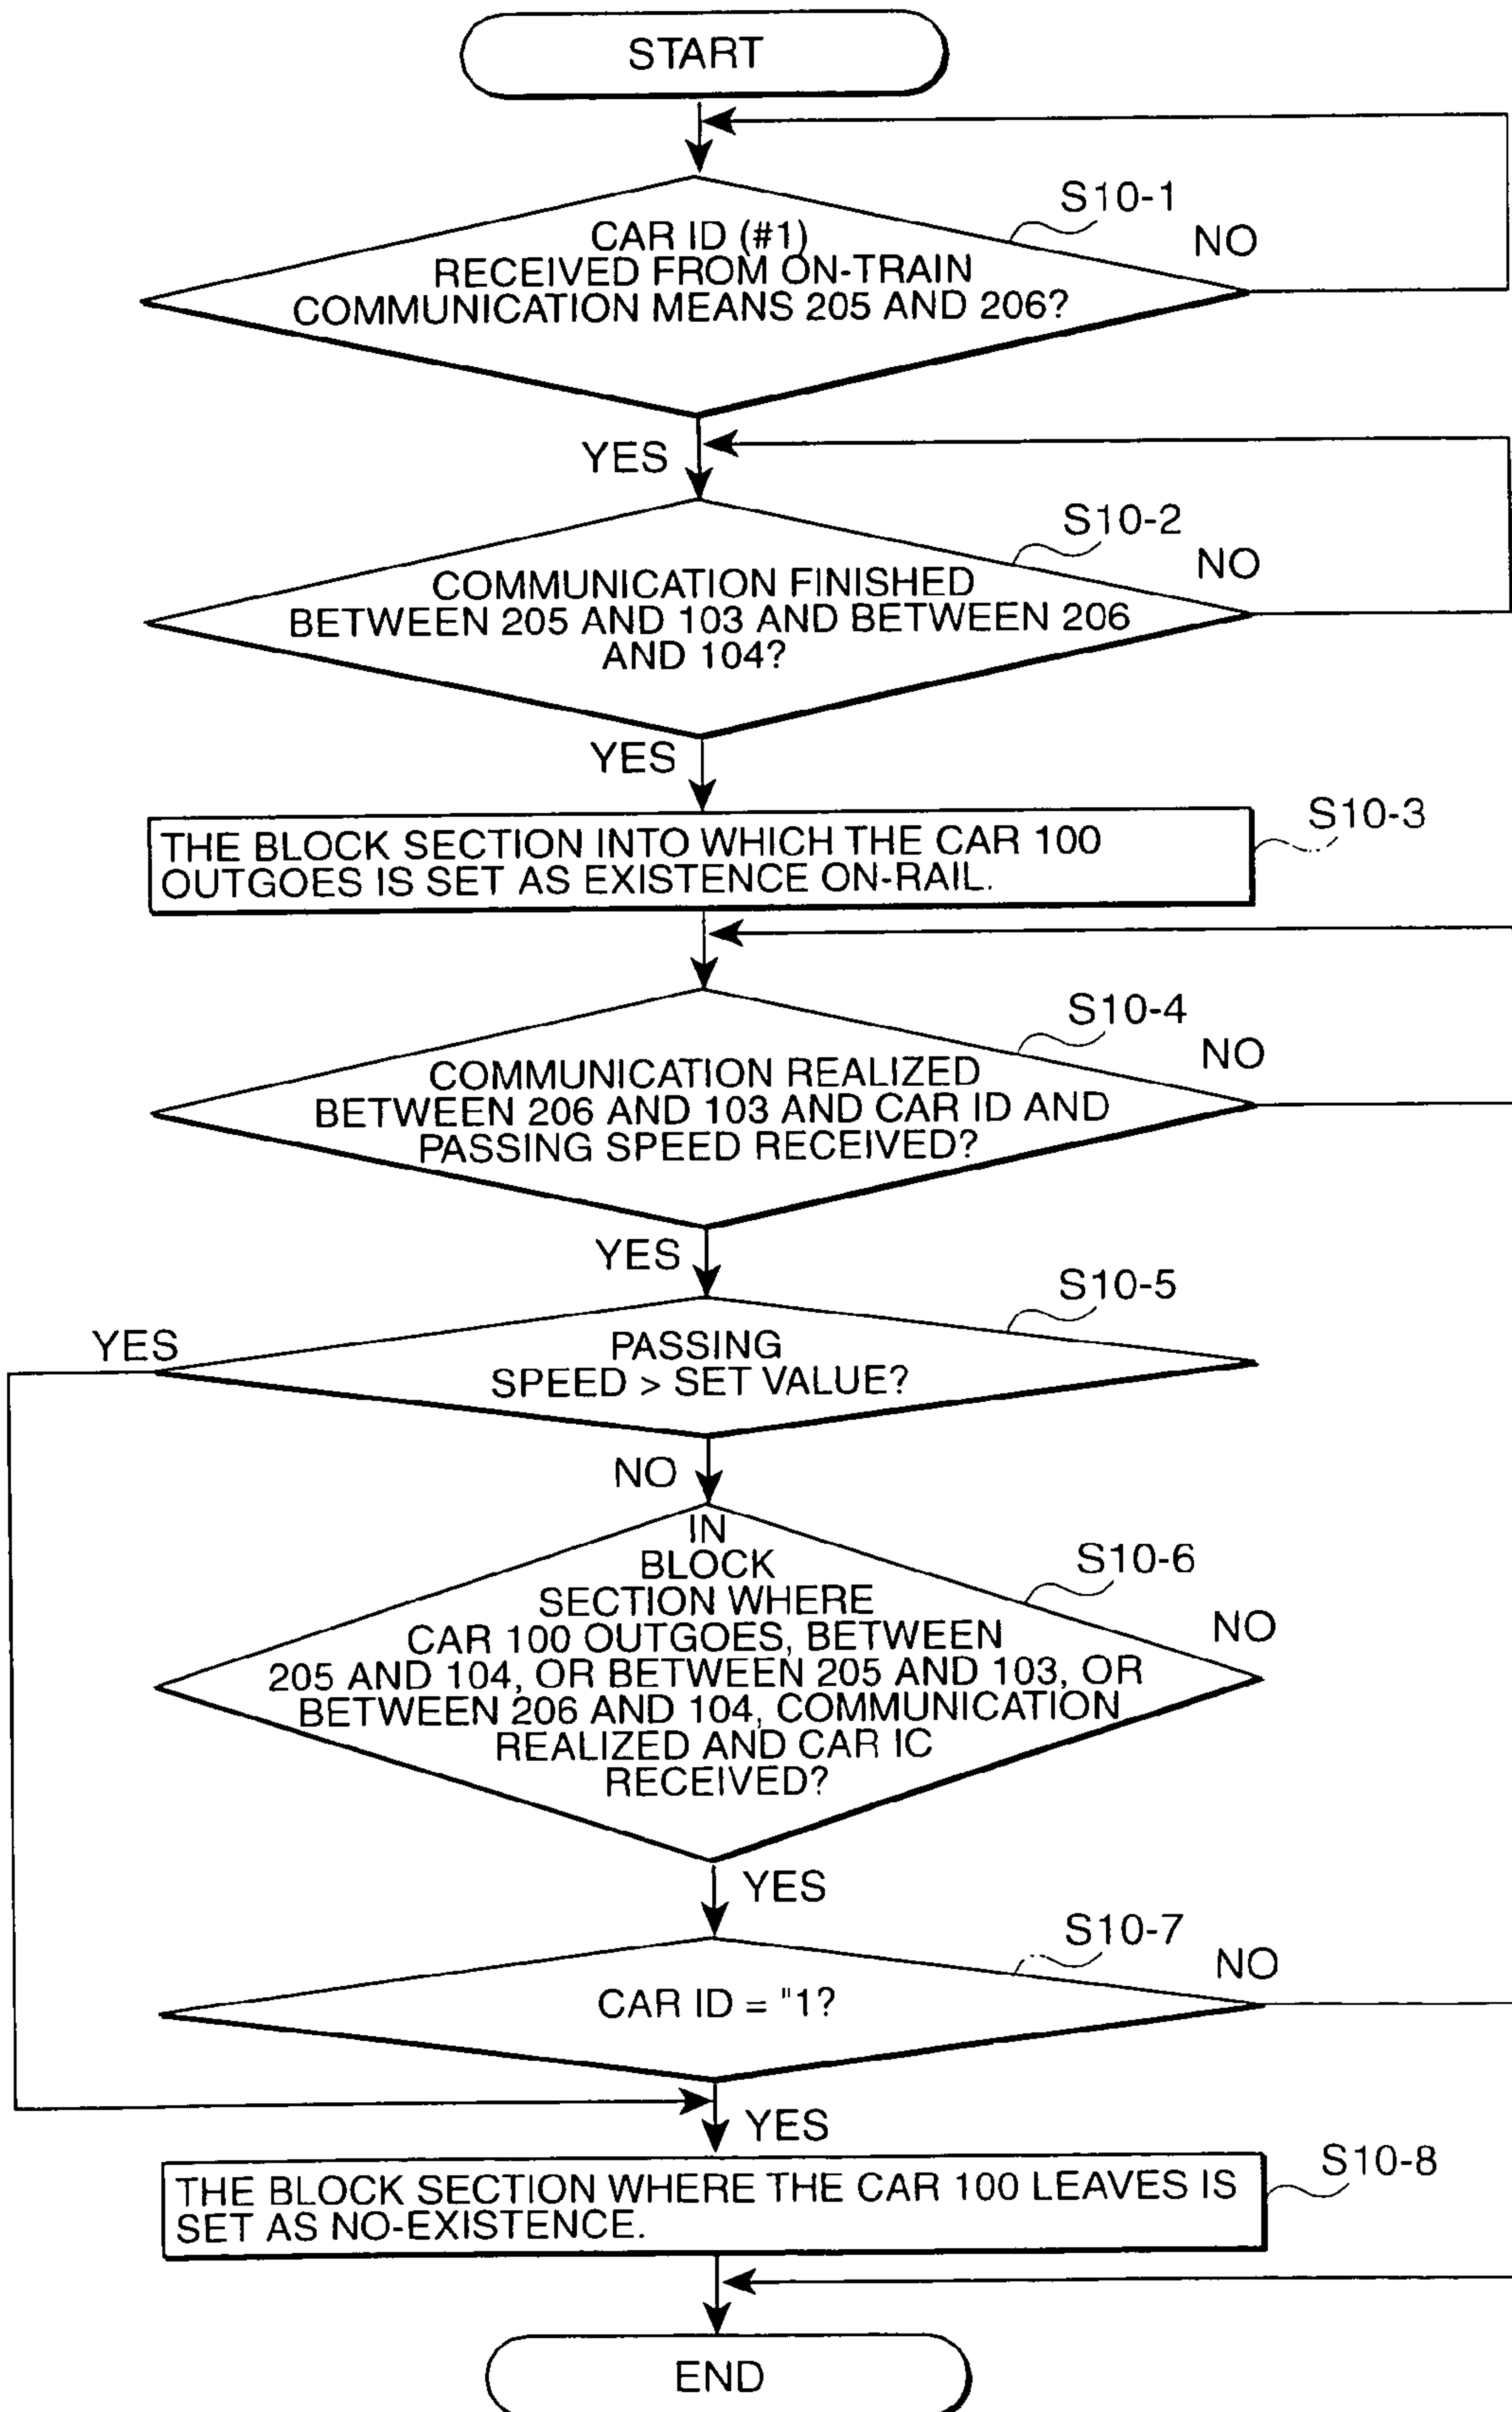 START
S10-1
NO
CAR ID (#1)
RECEIVED FROM ON-TRAIN
COMMUNICATION MEANS 205 AND 206?
YES
S10-2
NO
COMMUNICATION FINISHED
BETWEEN 205 AND 103 AND BETWEEN 206
AND 104?
YES
S10-3
THE BLOCK SECTION INTO WHICH THE CAR 100
OUTGOES IS SET AS EXISTENCE ON-RAIL.
S10-4
NO
COMMUNICATION REALIZED
BETWEEN 206 AND 103 AND CAR ID AND
PASSING SPEED RECEIVED?
YES
S10-5
YES
PASSING
SPEED > SET VALUE?
NO
IN
BLOCK
SECTION WHERE
CAR 100 OUTGOES, BETWEEN
205 AND 104, OR BETWEEN 205 AND 103, OR
BETWEEN 206 AND 104, COMMUNICATION
REALIZED AND CAR IC
RECEIVED?
S10-6
NO
YES
S10-7
NO
CAR ID = "1?
YES
S10-8
THE BLOCK SECTION WHERE THE CAR 100 LEAVES IS
SET AS NO-EXISTENCE.
END